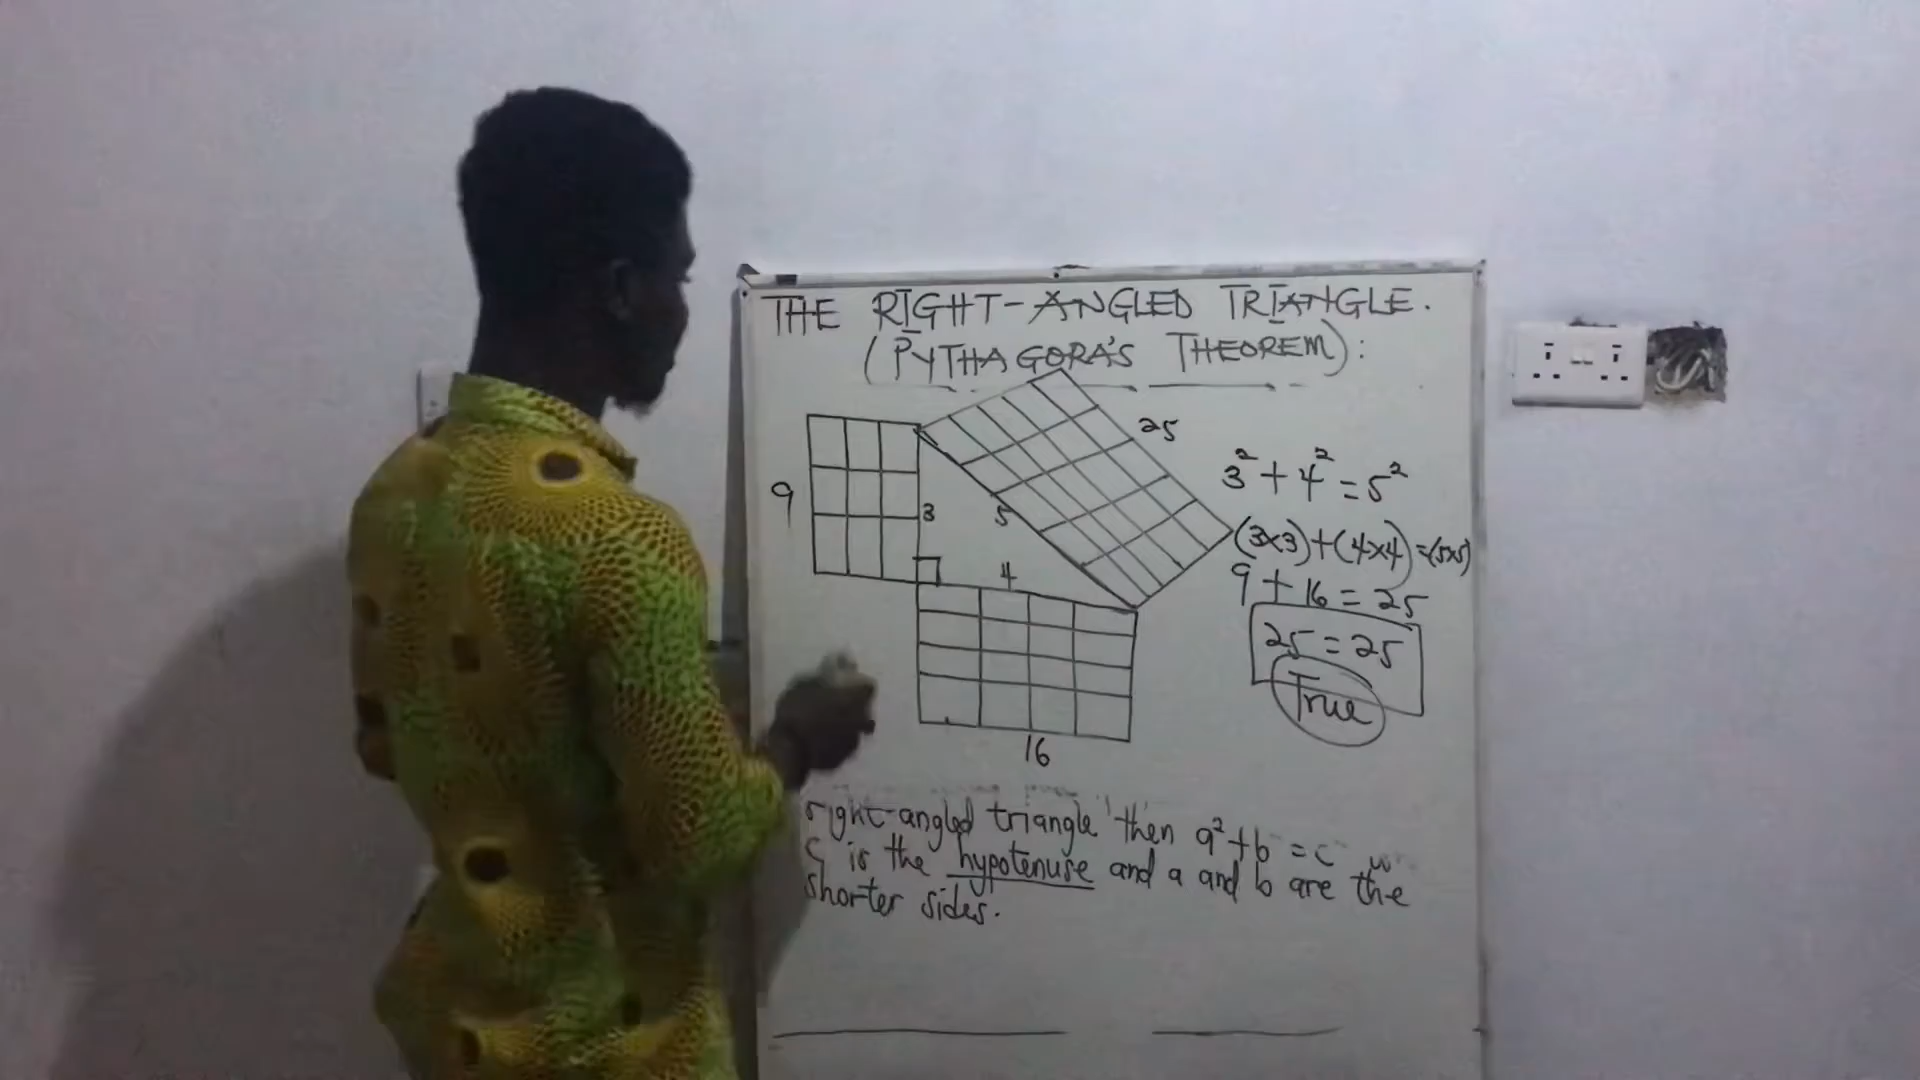 THE RIGHT-ANGLED TRIANGLE.
(PYTHAGORA'S THEOREM):
25
9
3
5
4
16
3² + 4² = 5²
(3x3)+(4x4)=(5x5)
9 + 16 = 25
25 = 25
True
right-angled triangle then a²+b = c
c is the hypotenuse and a and b are the
shorter sides.